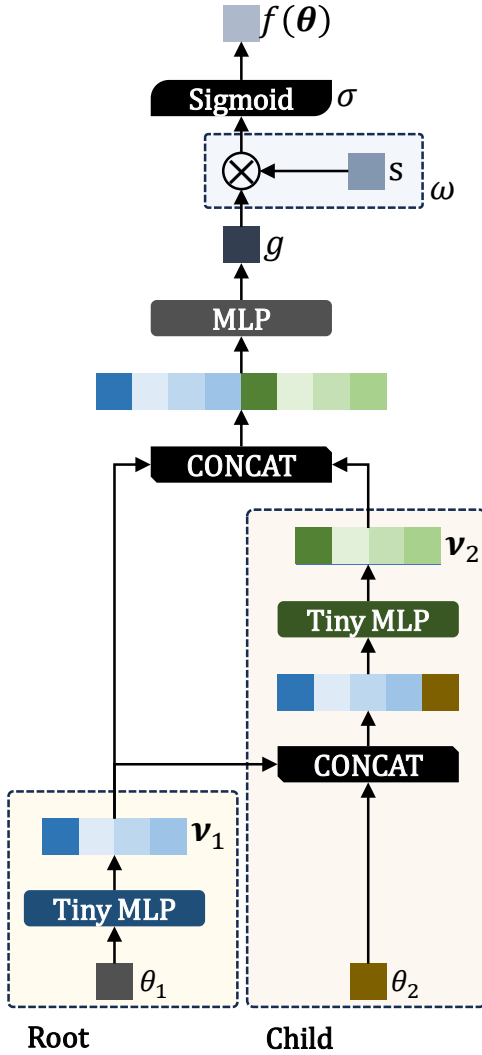 f(θ)
Sigmoid σ
s
ω
g
MLP
CONCAT
ν₂
Tiny MLP
CONCAT
ν₁
Tiny MLP
θ₁
θ₂
Root
Child